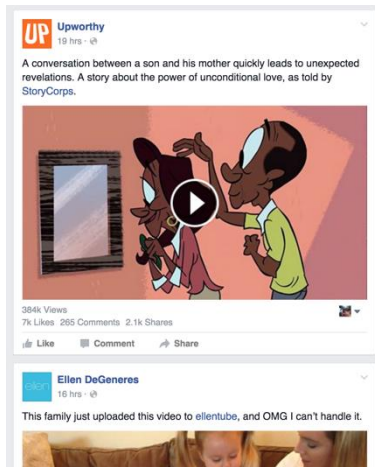 UP
Upworthy
19 hrs ·
A conversation between a son and his mother quickly leads to unexpected
revelations. A story about the power of unconditional love, as told by
StoryCorps.
384k Views
7k Likes 265 Comments 2.1k Shares
Like Comment Share
ellen
Ellen DeGeneres
16 hrs ·
This family just uploaded this video to ellentube, and OMG I can't handle it.